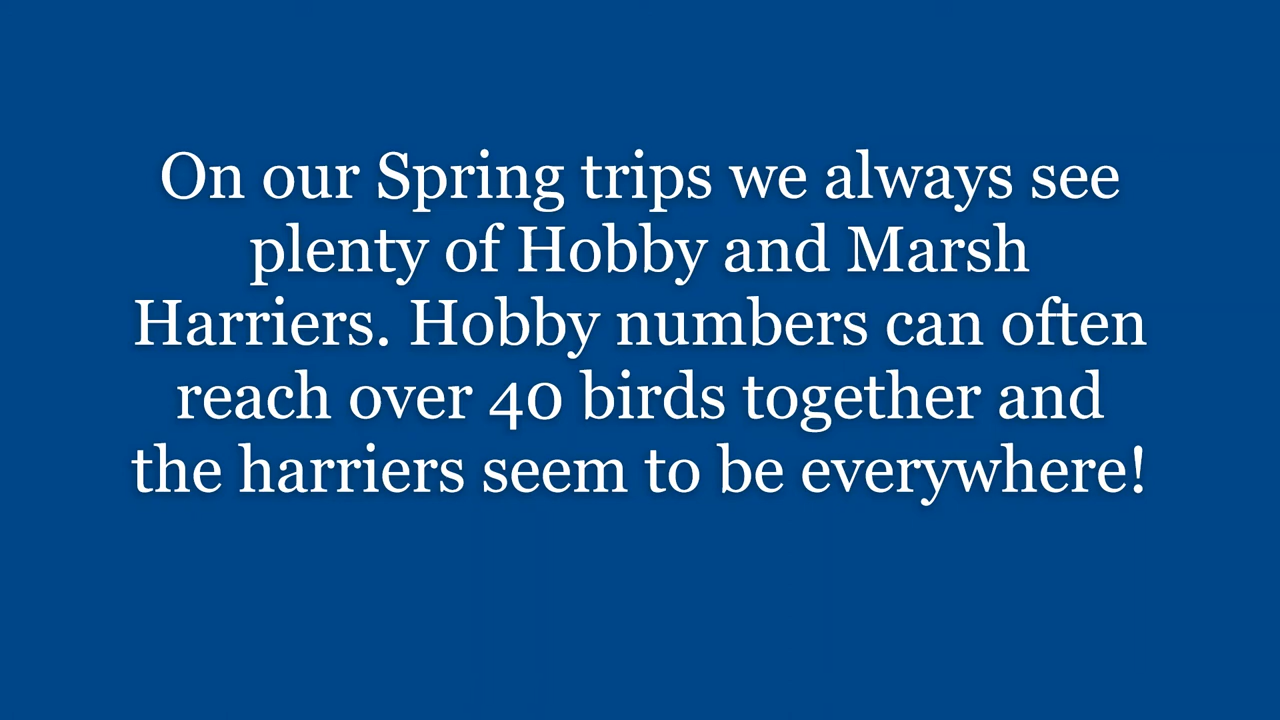 On our Spring trips we always see
plenty of Hobby and Marsh
Harriers. Hobby numbers can often
reach over 40 birds together and
the harriers seem to be everywhere!